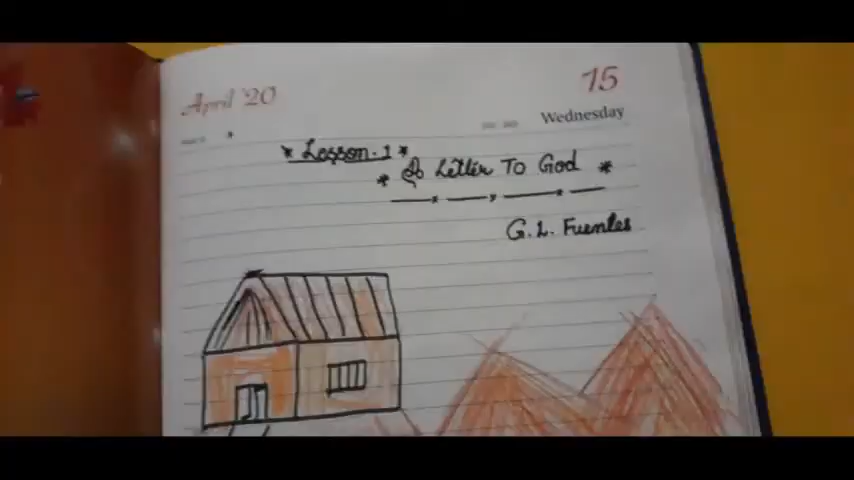 April '20
15
Wednesday
* Lesson-1 *
* A Letter To God *
G.L. Fuentes